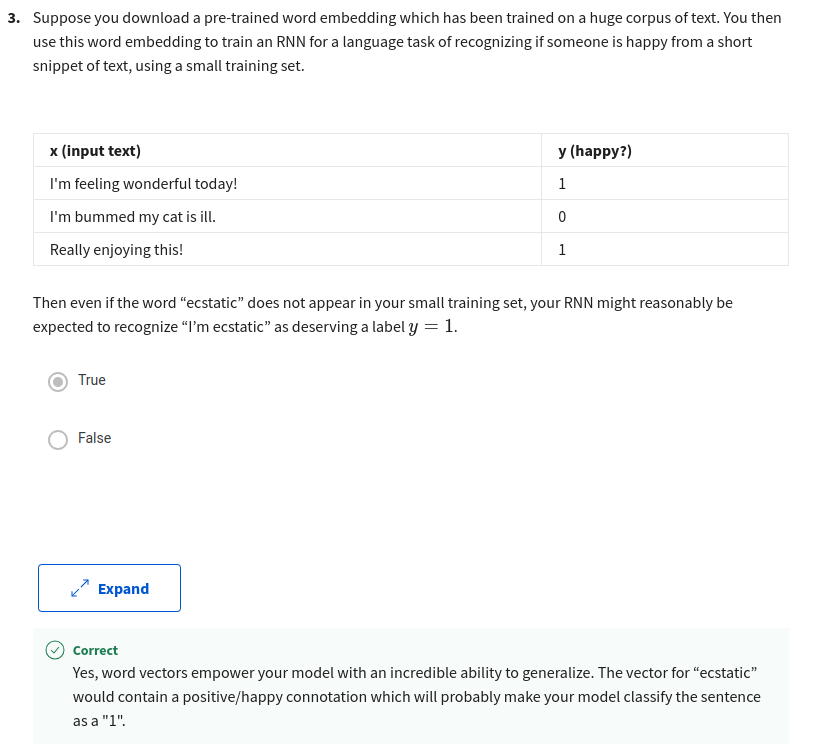 3. Suppose you download a pre-trained word embedding which has been trained on a huge corpus of text. You then
use this word embedding to train an RNN for a language task of recognizing if someone is happy from a short
snippet of text, using a small training set.
x (input text) y (happy?)
I'm feeling wonderful today! 1
I'm bummed my cat is ill. 0
Really enjoying this! 1
Then even if the word “ecstatic” does not appear in your small training set, your RNN might reasonably be
expected to recognize “I’m ecstatic” as deserving a label y = 1.
True
False
Expand
Correct
Yes, word vectors empower your model with an incredible ability to generalize. The vector for “ecstatic”
would contain a positive/happy connotation which will probably make your model classify the sentence
as a "1".